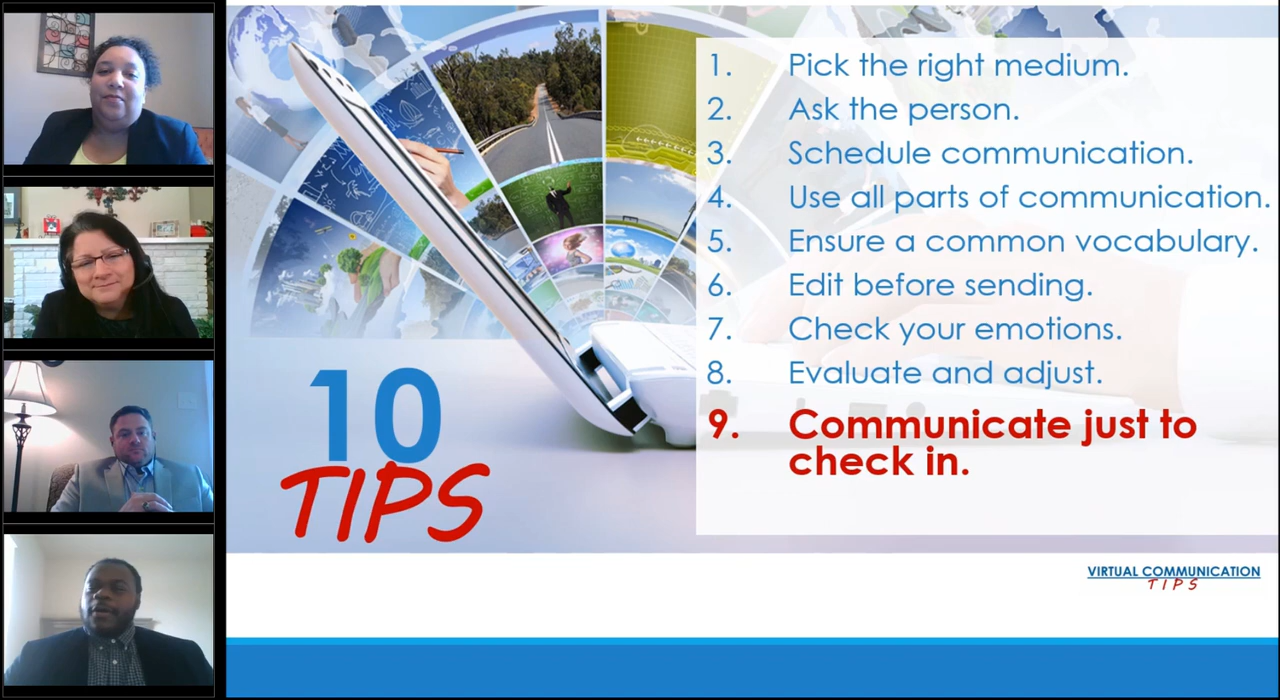 1. Pick the right medium.
2. Ask the person.
3. Schedule communication.
4. Use all parts of communication.
5. Ensure a common vocabulary.
6. Edit before sending.
7. Check your emotions.
8. Evaluate and adjust.
9. Communicate just to
check in.
10
TIPS
VIRTUAL COMMUNICATION
TIPS